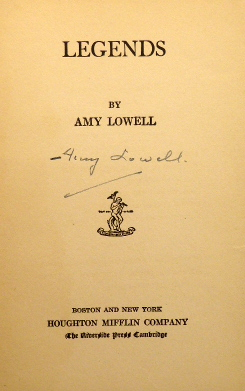 LEGENDS
BY
AMY LOWELL
Amy Lowell.
BOSTON AND NEW YORK
HOUGHTON MIFFLIN COMPANY
The Riverside Press Cambridge